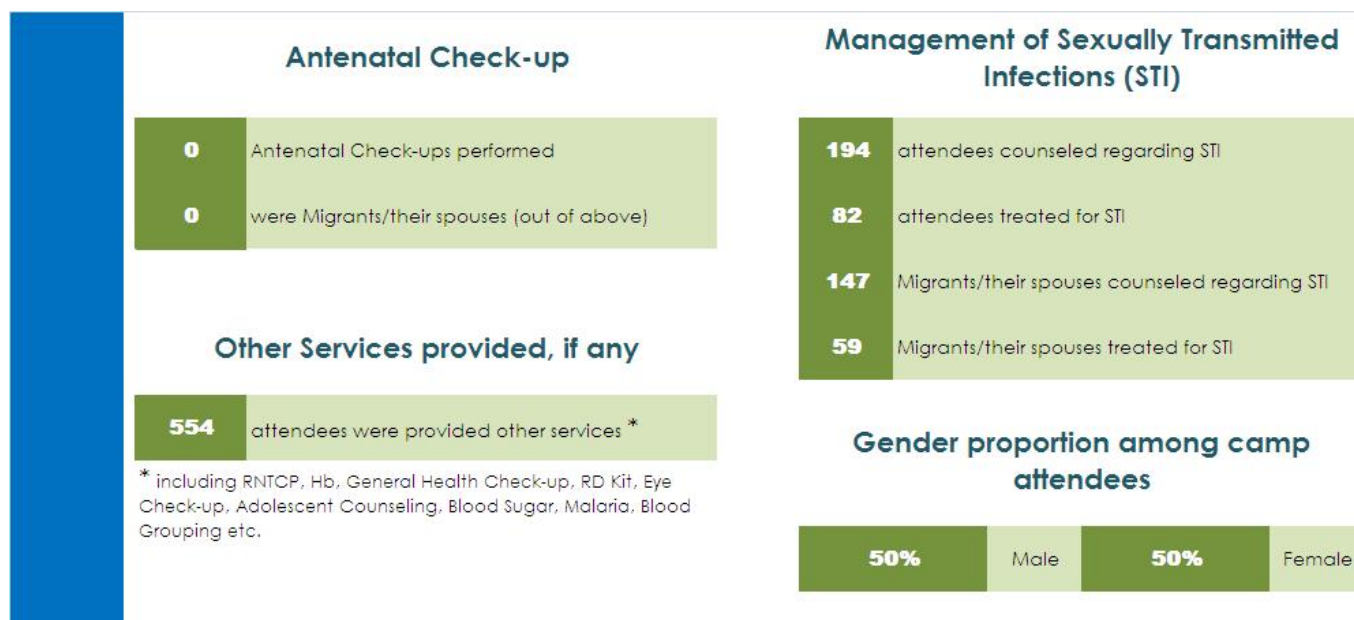 Antenatal Check-up
0 Antenatal Check-ups performed
0 were Migrants/their spouses (out of above)
Other Services provided, if any
554 attendees were provided other services *
* including RNTCP, Hb, General Health Check-up, RD Kit, Eye
Check-up, Adolescent Counseling, Blood Sugar, Malaria, Blood
Grouping etc.
Management of Sexually Transmitted
Infections (STI)
194 attendees counseled regarding STI
82 attendees treated for STI
147 Migrants/their spouses counseled regarding STI
59 Migrants/their spouses treated for STI
Gender proportion among camp
attendees
50% Male 50% Female